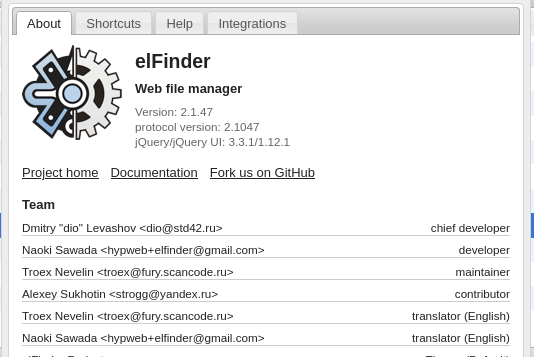 About Shortcuts Help Integrations
elFinder
Web file manager
Version: 2.1.47
protocol version: 2.1047
jQuery/jQuery UI: 3.3.1/1.12.1
Project home Documentation Fork us on GitHub
Team
Dmitry "dio" Levashov <dio@std42.ru> chief developer
Naoki Sawada <hypweb+elfinder@gmail.com> developer
Troex Nevelin <troex@fury.scancode.ru> maintainer
Alexey Sukhotin <strogg@yandex.ru> contributor
Troex Nevelin <troex@fury.scancode.ru> translator (English)
Naoki Sawada <hypweb+elfinder@gmail.com> translator (English)